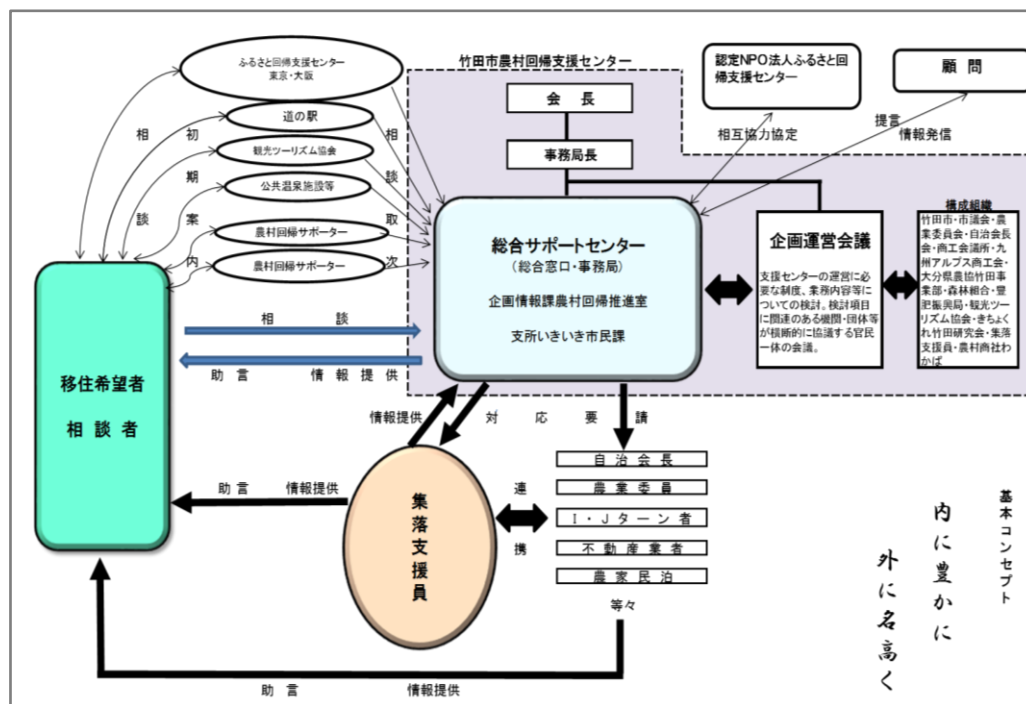 ふるさと回帰支援センター
東京・大阪
道の駅
観光ツーリズム協会
公共温泉施設等
農村回帰サポーター
農村回帰サポーター
相談
初期案内
相談取次
竹田市農村回帰支援センター
会長
事務局長
認定NPO法人ふるさと回
帰支援センター
顧問
相互協力協定
提言
情報発信
総合サポートセンター
(総合窓口・事務局)
企画情報課農村回帰推進室
支所いきいき市民課
企画運営会議
支援センターの運営に必
要な制度、業務内容等に
ついての検討。検討項目
に関連のある機関・団体等
が横断的に協議する官民
一体の会議。
構成組織
竹田市・市議会・農
業委員会・自治会長
会・商工会議所・九
州アルプス商工会・
大分県農協竹田事
業部・森林組合・豊
肥振興局・観光ツー
リズム協会・きちょく
れ竹田研究会・集落
支援員・農村商社わ
かば
相談
助言 情報提供
移住希望者
相談者
情報提供 対応要請
集落支援員
助言 情報提供
連携
自治会長
農業委員
I・Jターン者
不動産業者
農家民泊
等々
助言 情報提供
基本コンセプト
内に豊かに
外に名高く